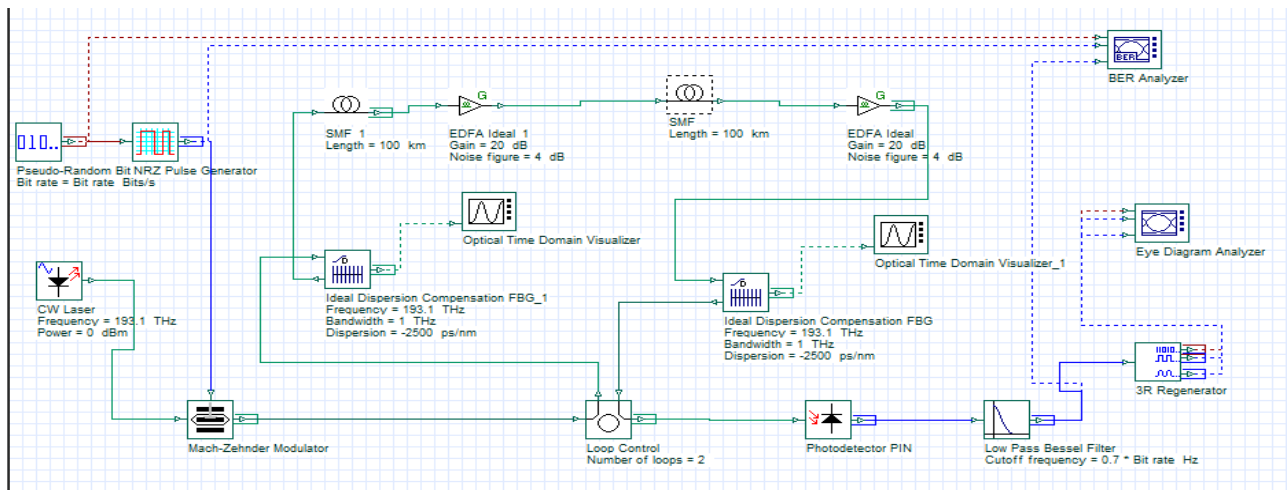 BER
BER Analyzer
G
G
SMF_1
Length = 100 km
EDFA Ideal_1
Gain = 20 dB
Noise figure = 4 dB
SMF
Length = 100 km
EDFA Ideal
Gain = 20 dB
Noise figure = 4 dB
010..
Pseudo-Random Bit NRZ Pulse Generator
Bit rate = Bit rate Bits/s
Optical Time Domain Visualizer
Optical Time Domain Visualizer_1
Eye Diagram Analyzer
CW Laser
Frequency = 193.1 THz
Power = 0 dBm
D
Ideal Dispersion Compensation FBG_1
Frequency = 193.1 THz
Bandwidth = 1 THz
Dispersion = -2500 ps/nm
D
Ideal Dispersion Compensation FBG
Frequency = 193.1 THz
Bandwidth = 1 THz
Dispersion = -2500 ps/nm
3R Regenerator
Mach-Zehnder Modulator
Loop Control
Number of loops = 2
Photodetector PIN
Low Pass Bessel Filter
Cutoff frequency = 0.7 * Bit rate Hz